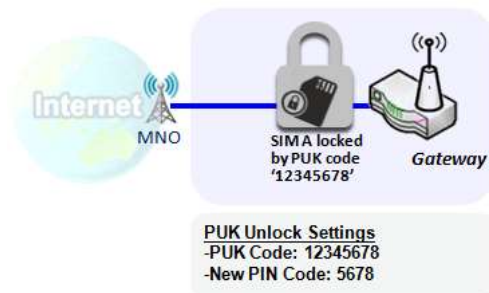 Internet
MNO
SIM A locked
by PUK code
'12345678'
Gateway
PUK Unlock Settings
-PUK Code: 12345678
-New PIN Code: 5678